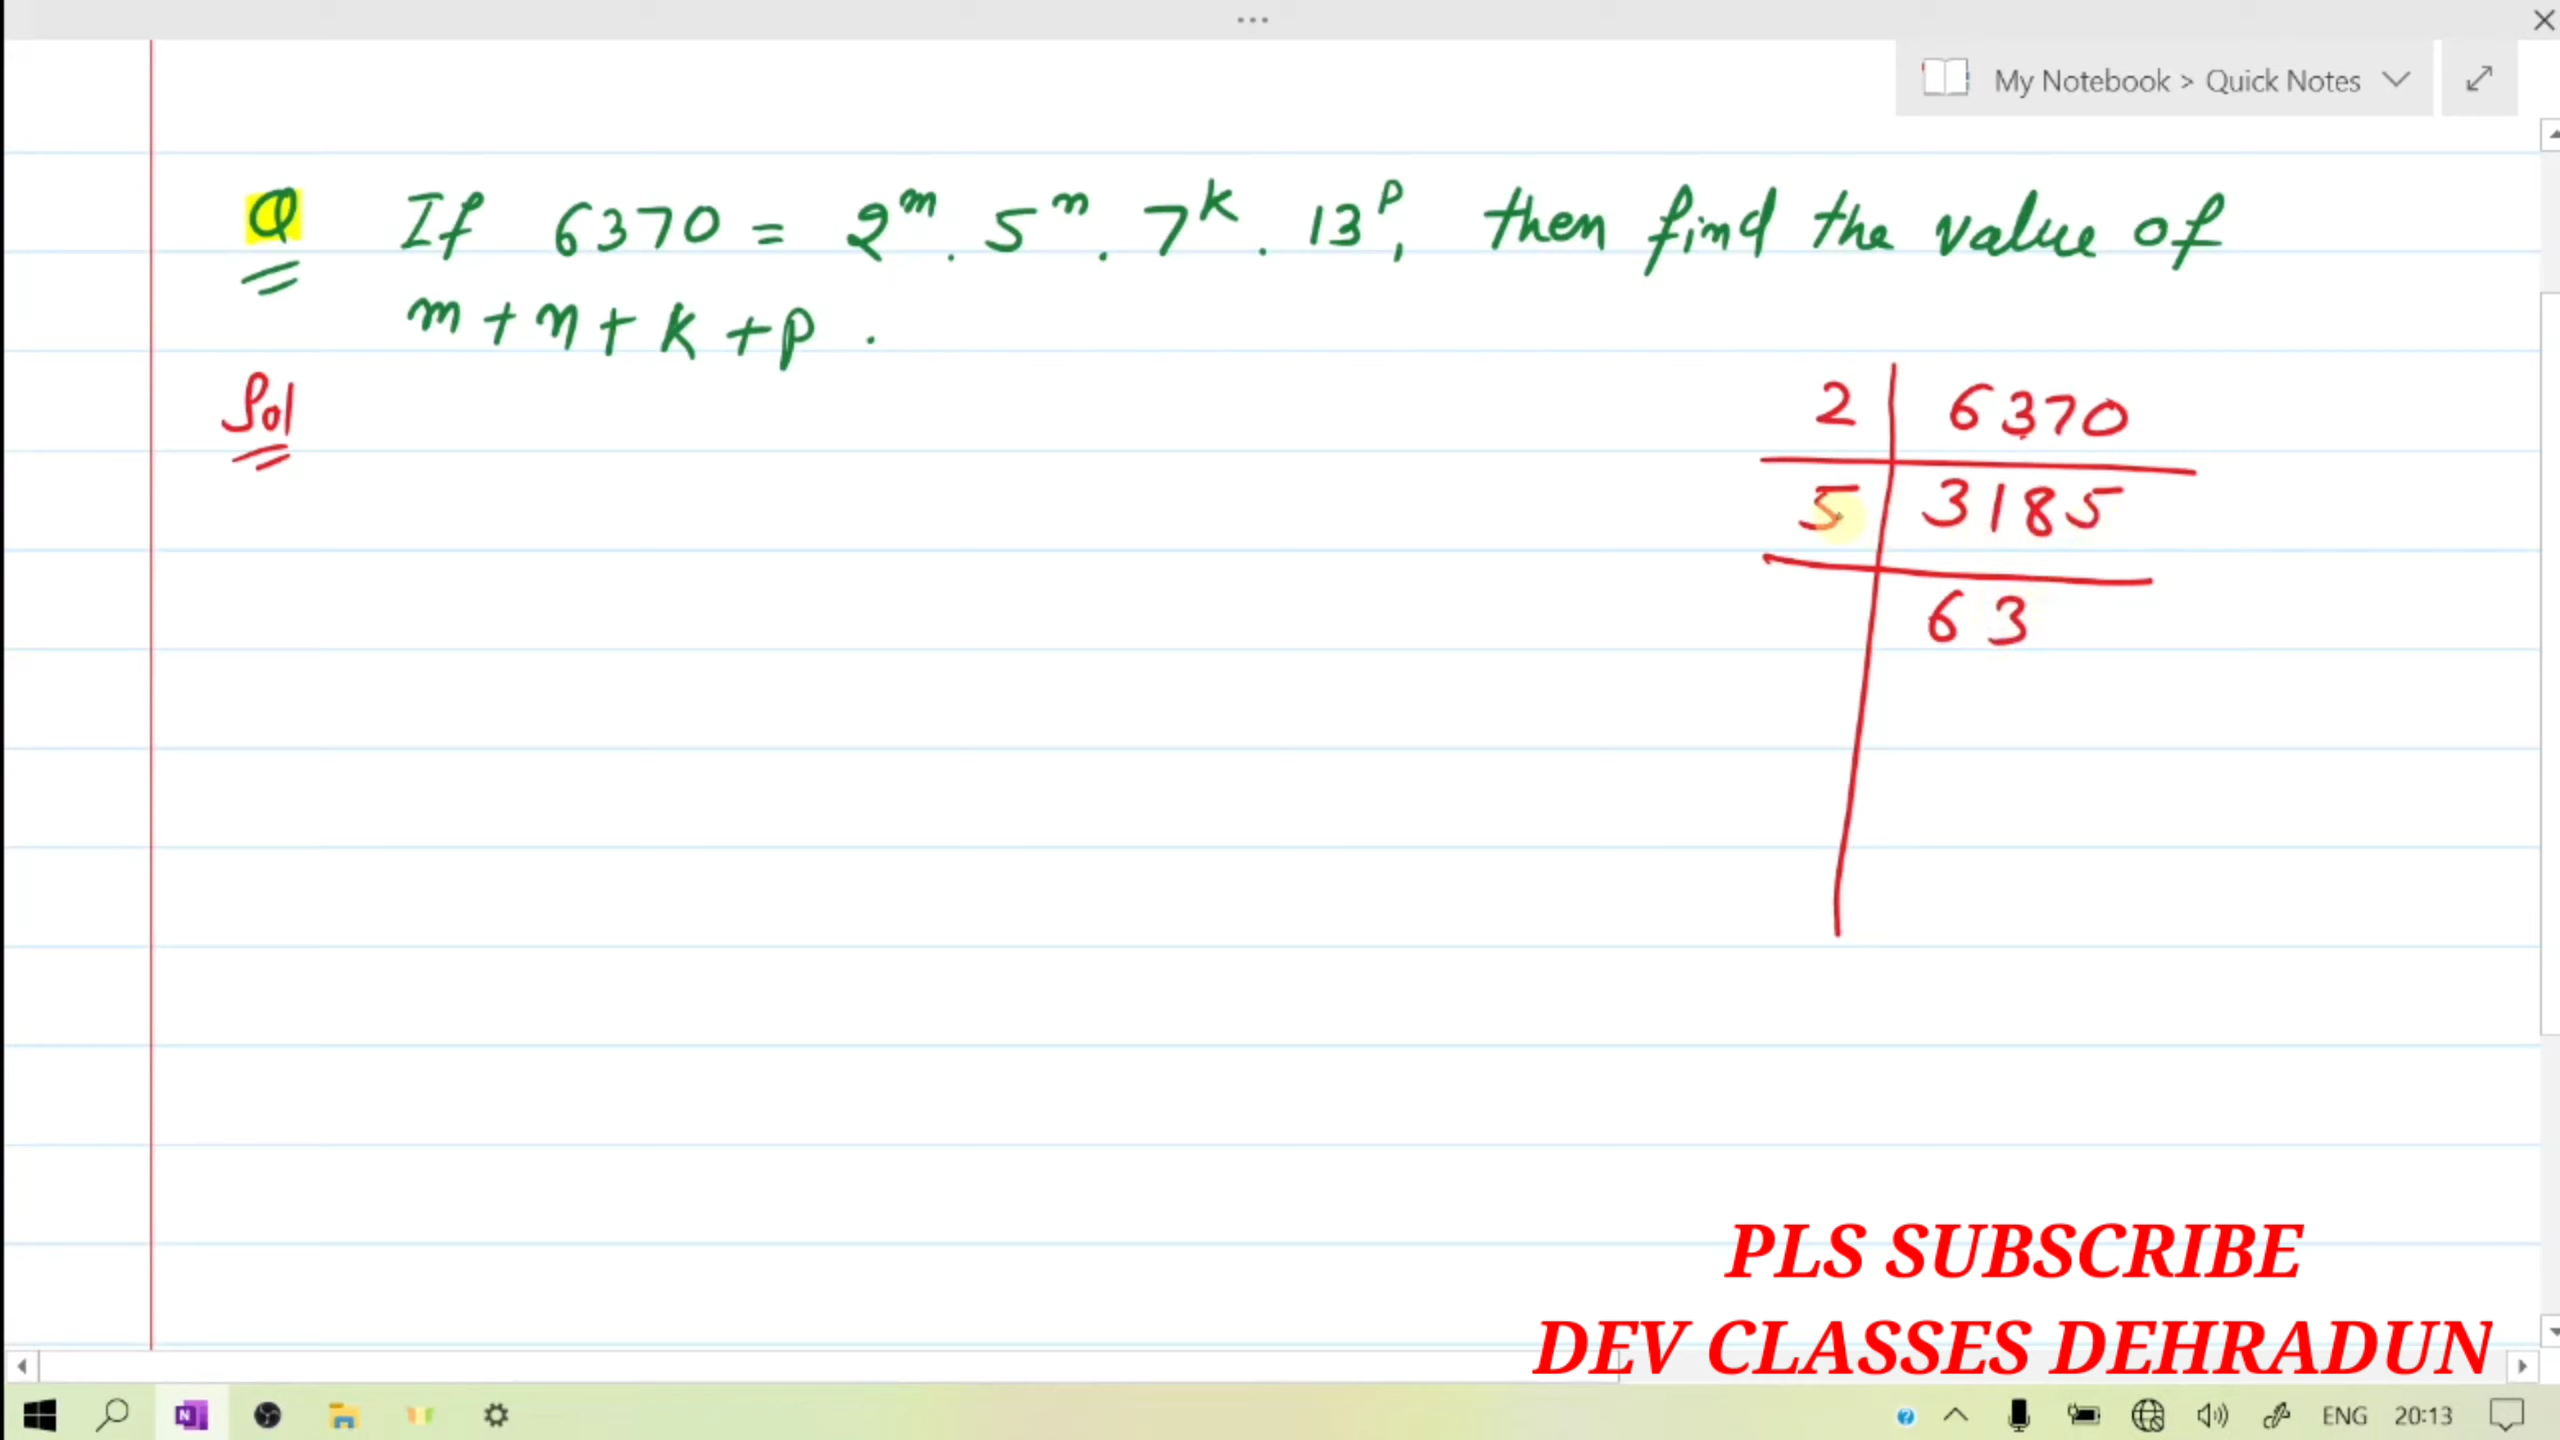 ...
My Notebook > Quick Notes
Q If 6370 = 2^m . 5^n . 7^k . 13^p, then find the value of
m + n + k + p .
Sol
2 | 6370
5 | 3185
63
PLS SUBSCRIBE
DEV CLASSES DEHRADUN
ENG 20:13